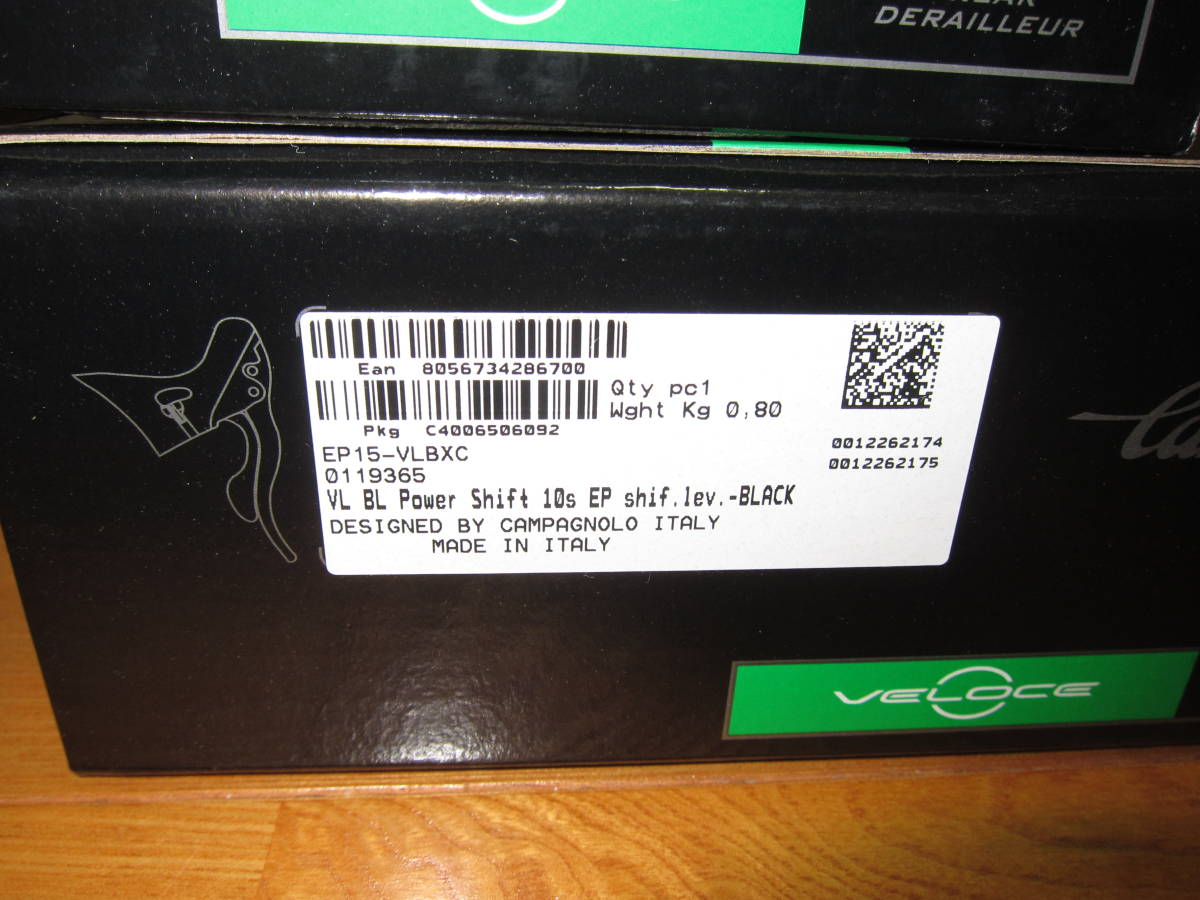 DERAILLEUR
Ean 8056734286700
Qty pc1
Wght Kg 0,80
Pkg C4006506092
0012262174
0012262175
EP15-VLBXC
0119365
VL BL Power Shift 10s EP shif.lev.-BLACK
DESIGNED BY CAMPAGNOLO ITALY
MADE IN ITALY
VELOCE